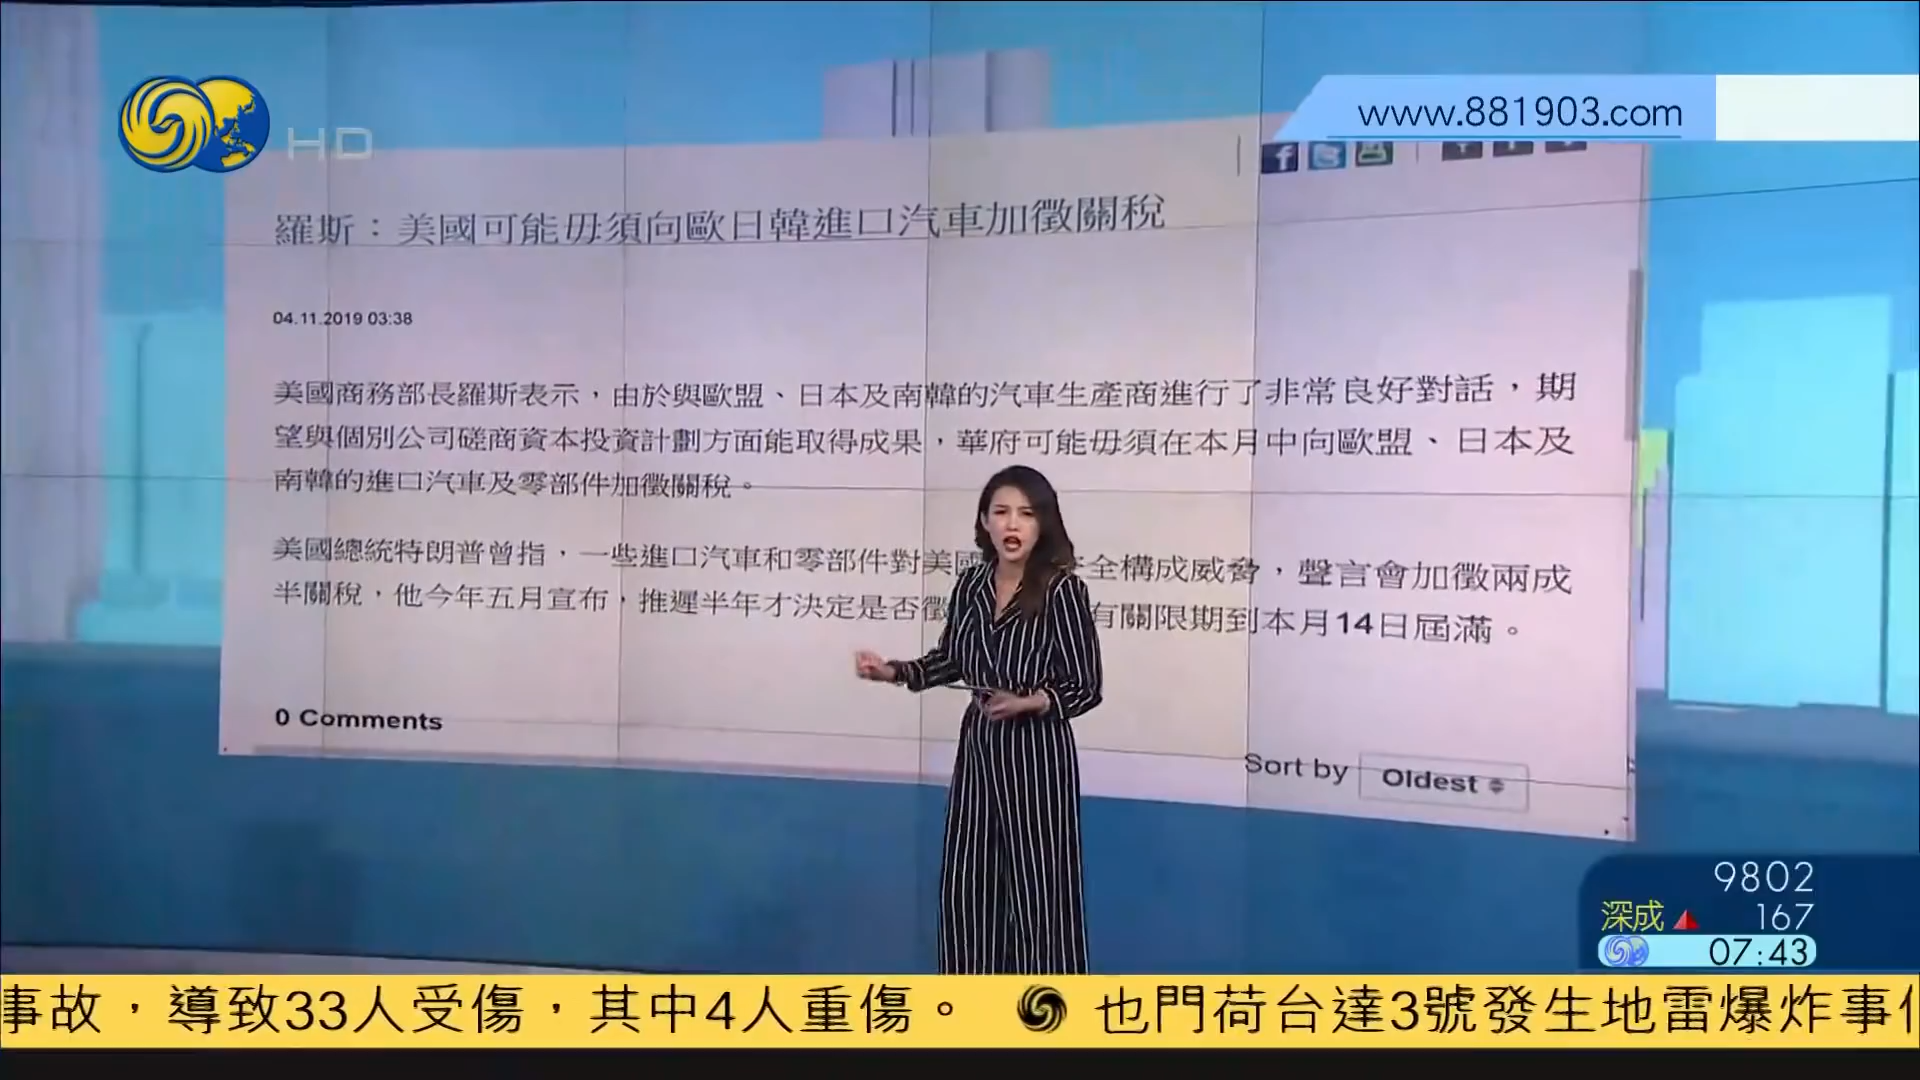 HD
www.881903.com
羅斯：美國可能毋須向歐日韓進口汽車加徵關稅
04.11.2019 03:38
美國商務部長羅斯表示，由於與歐盟、日本及南韓的汽車生產商進行了非常良好對話，期
望與個別公司磋商資本投資計劃方面能取得成果，華府可能毋須在本月中向歐盟、日本及
南韓的進口汽車及零部件加徵關稅。
美國總統特朗普曾指，一些進口汽車和零部件對美國 全構成威脅，聲言會加徵兩成
半關稅，他今年五月宣布，推遲半年才決定是否徵 有關限期到本月14日屆滿。
0 Comments
Sort by Oldest
9802
深成 167
07:43
事故，導致33人受傷，其中4人重傷。 也門荷台達3號發生地雷爆炸事